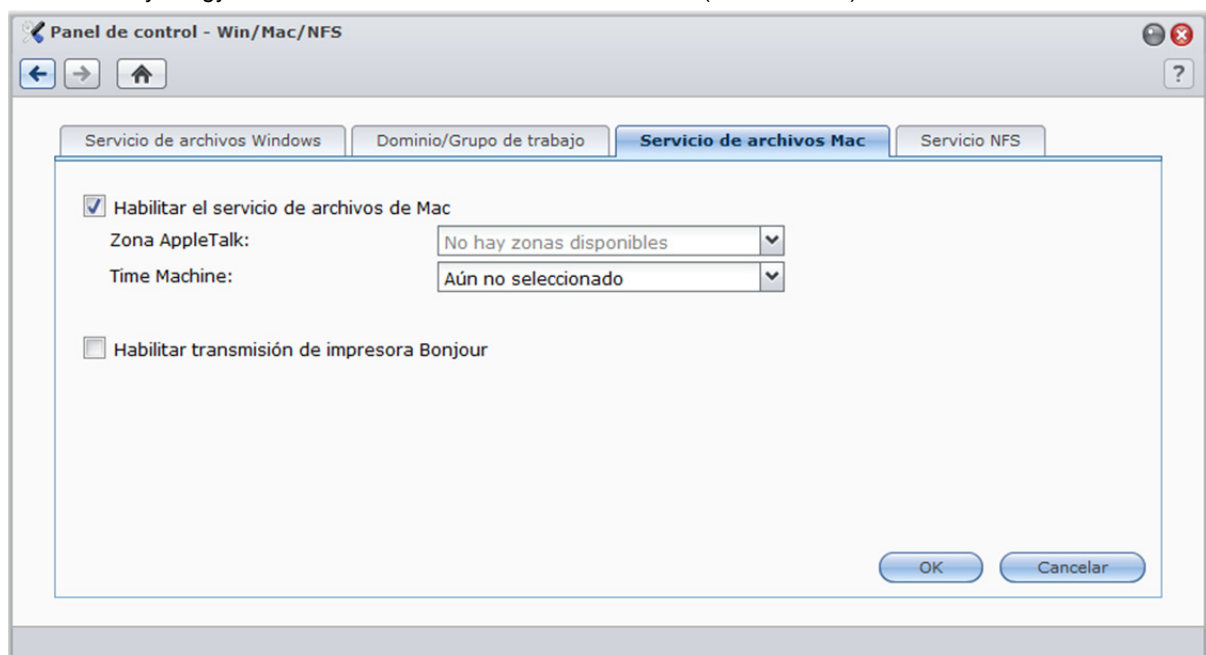 Panel de control - Win/Mac/NFS
?
Servicio de archivos Windows
Dominio/Grupo de trabajo
Servicio de archivos Mac
Servicio NFS
Habilitar el servicio de archivos de Mac
Zona AppleTalk: No hay zonas disponibles
Time Machine: Aún no seleccionado
Habilitar transmisión de impresora Bonjour
OK Cancelar